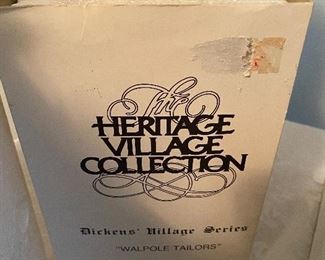 The
HERITAGE
VILLAGE
COLLECTION
Dickens' Village Series
"WALPOLE TAILORS"